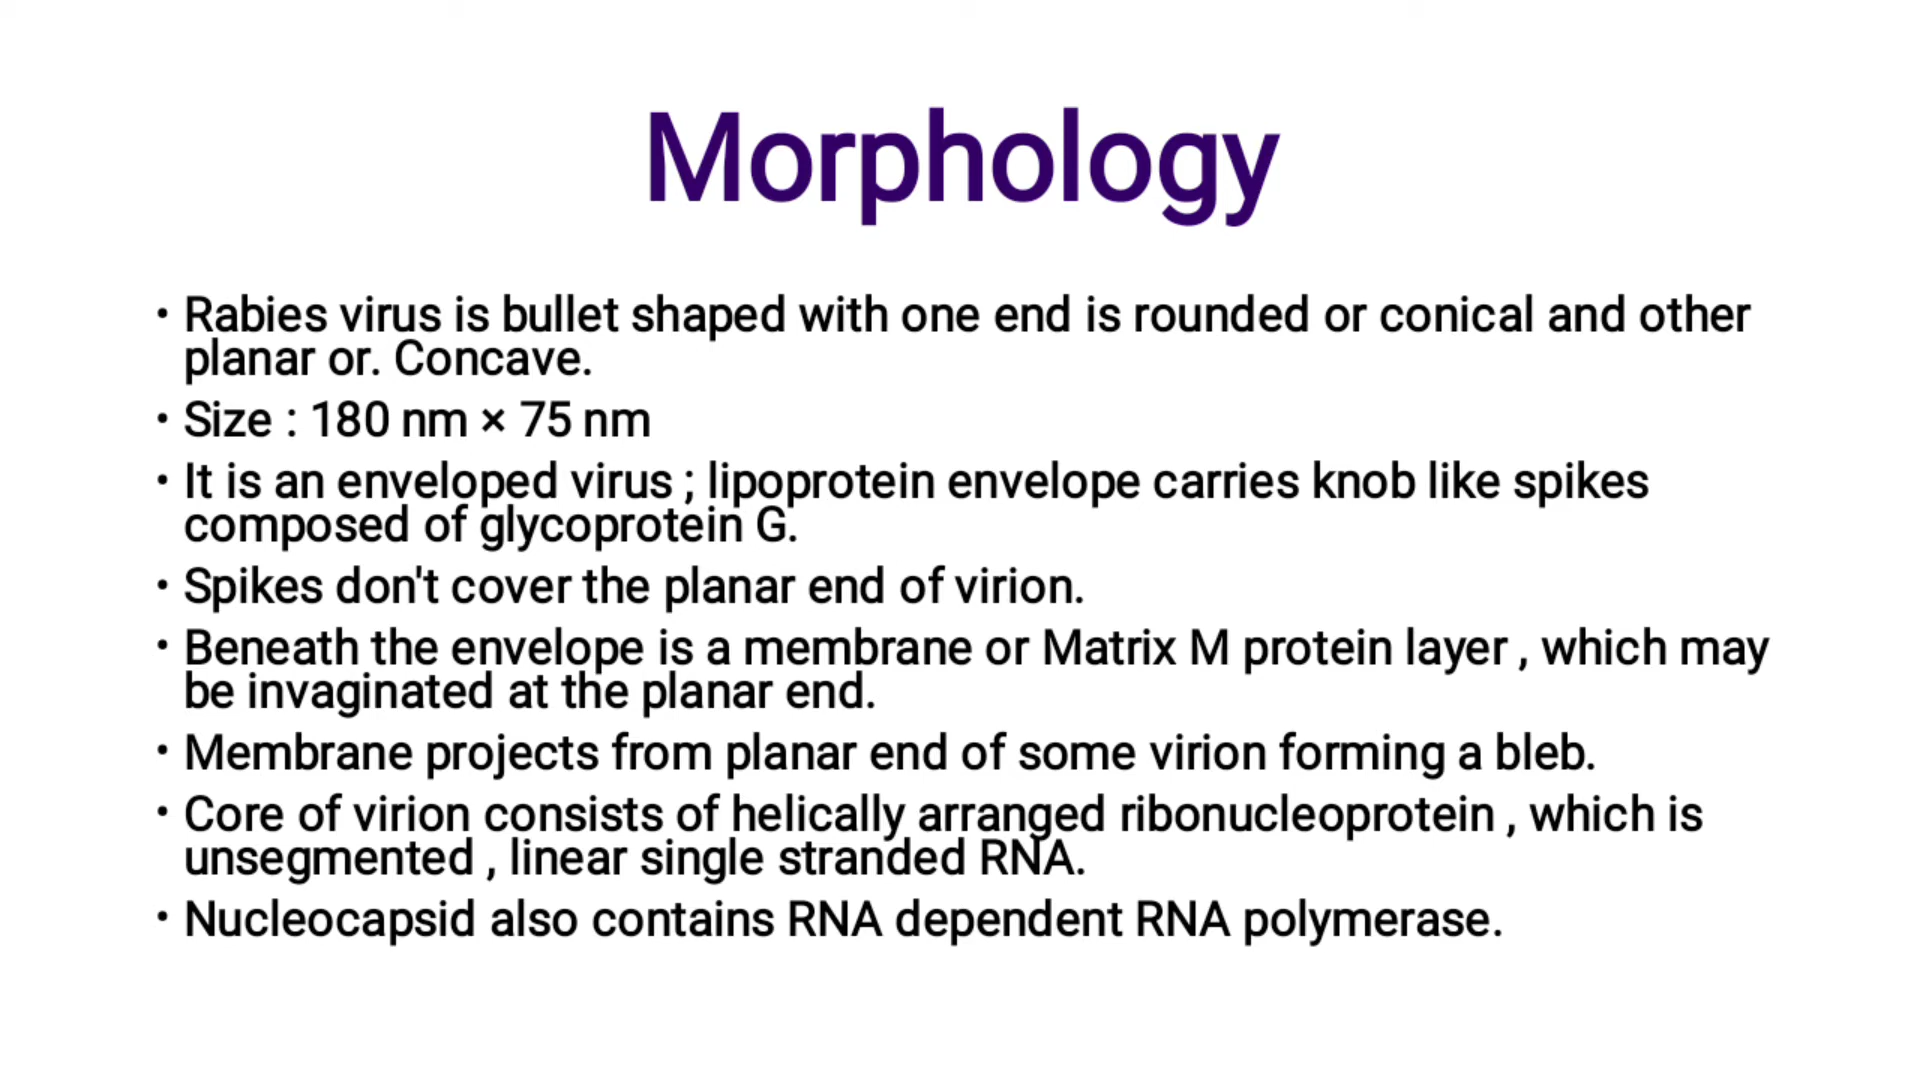 Morphology
• Rabies virus is bullet shaped with one end is rounded or conical and other
planar or. Concave.
• Size : 180 nm × 75 nm
• It is an enveloped virus ; lipoprotein envelope carries knob like spikes
composed of glycoprotein G.
• Spikes don't cover the planar end of virion.
• Beneath the envelope is a membrane or Matrix M protein layer , which may
be invaginated at the planar end.
• Membrane projects from planar end of some virion forming a bleb.
• Core of virion consists of helically arranged ribonucleoprotein , which is
unsegmented , linear single stranded RNA.
• Nucleocapsid also contains RNA dependent RNA polymerase.